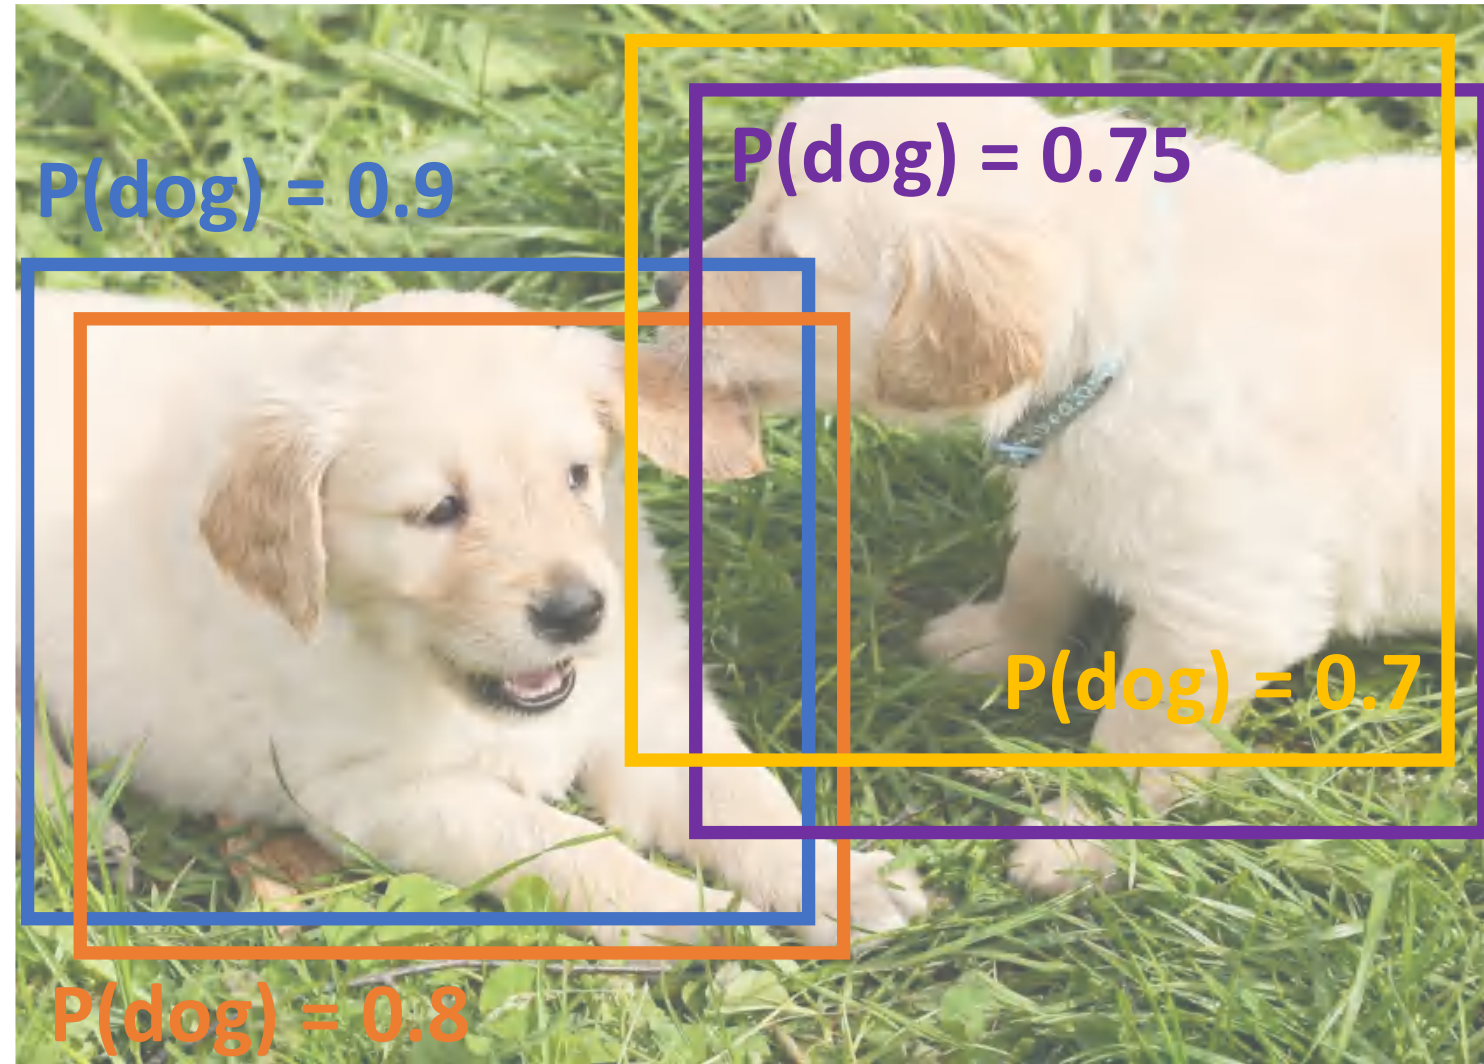 P(dog) = 0.75
P(dog) = 0.9
P(dog) = 0.7
P(dog) = 0.8